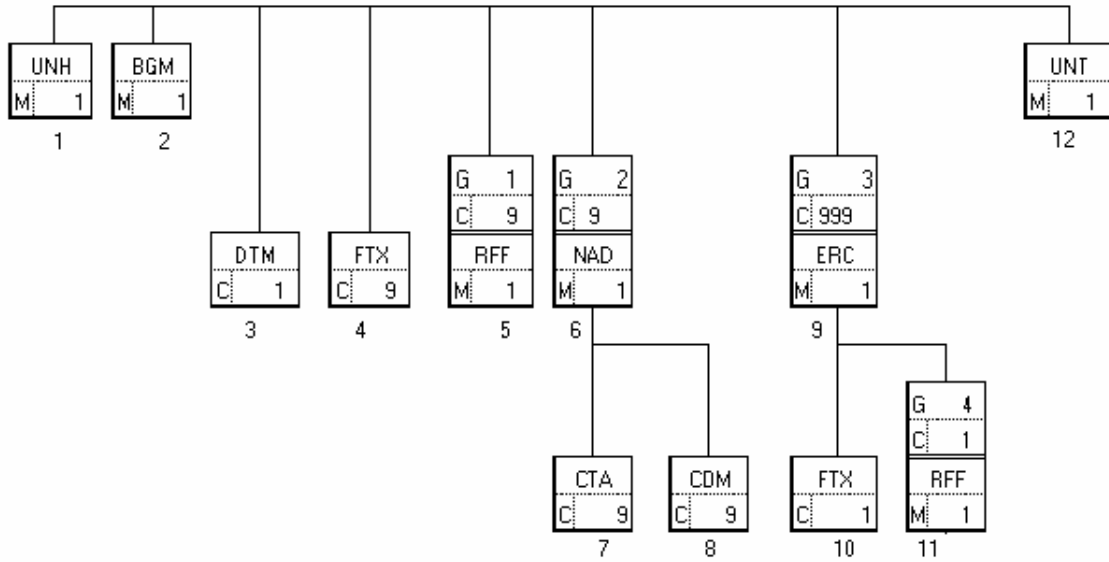 UNH
M 1
1
BGM
M 1
2
DTM
C 1
3
FTX
C 9
4
G 1
C 9
RFF
M 1
5
G 2
C 9
NAD
M 1
6
CTA
C 9
7
COM
C 9
8
G 3
C 999
ERC
M 1
9
FTX
C 1
10
G 4
C 1
RFF
M 1
11
UNT
M 1
12